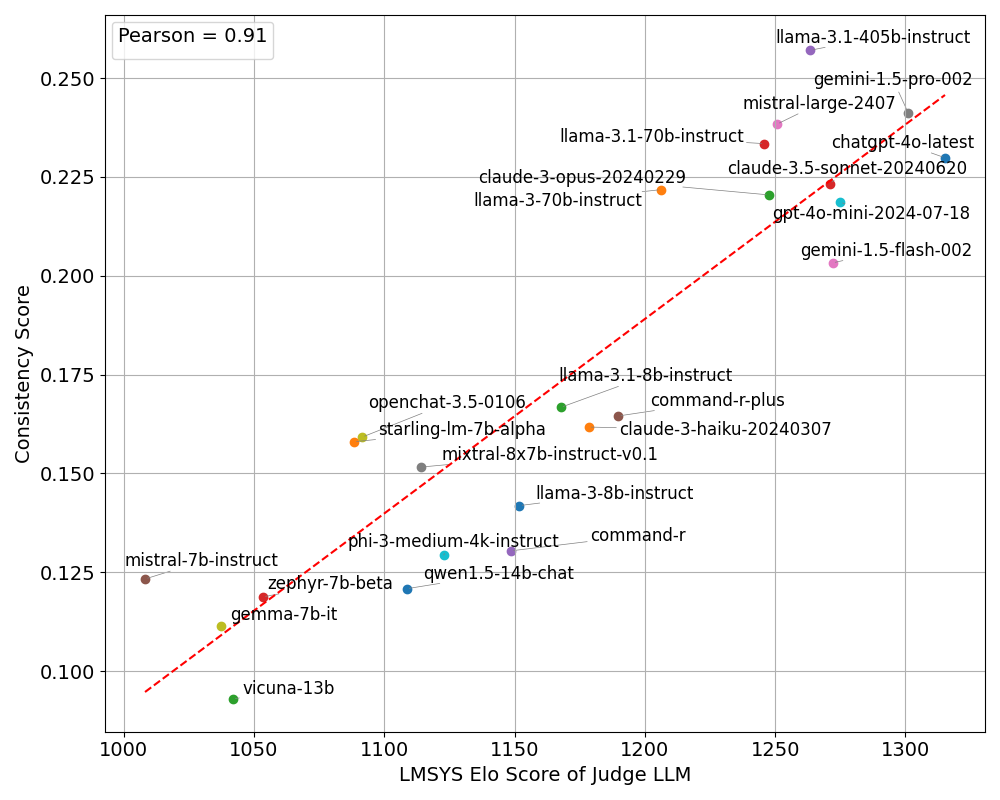 Pearson = 0.91
llama-3.1-405b-instruct
gemini-1.5-pro-002
mistral-large-2407
llama-3.1-70b-instruct
chatgpt-4o-latest
claude-3.5-sonnet-20240620
claude-3-opus-20240229
llama-3-70b-instruct
gpt-4o-mini-2024-07-18
gemini-1.5-flash-002
llama-3.1-8b-instruct
command-r-plus
openchat-3.5-0106
starling-lm-7b-alpha
claude-3-haiku-20240307
mixtral-8x7b-instruct-v0.1
llama-3-8b-instruct
command-r
phi-3-medium-4k-instruct
mistral-7b-instruct
qwen1.5-14b-chat
zephyr-7b-beta
gemma-7b-it
vicuna-13b
0.250
0.225
0.200
0.175
0.150
0.125
0.100
Consistency Score
1000 1050 1100 1150 1200 1250 1300
LMSYS Elo Score of Judge LLM